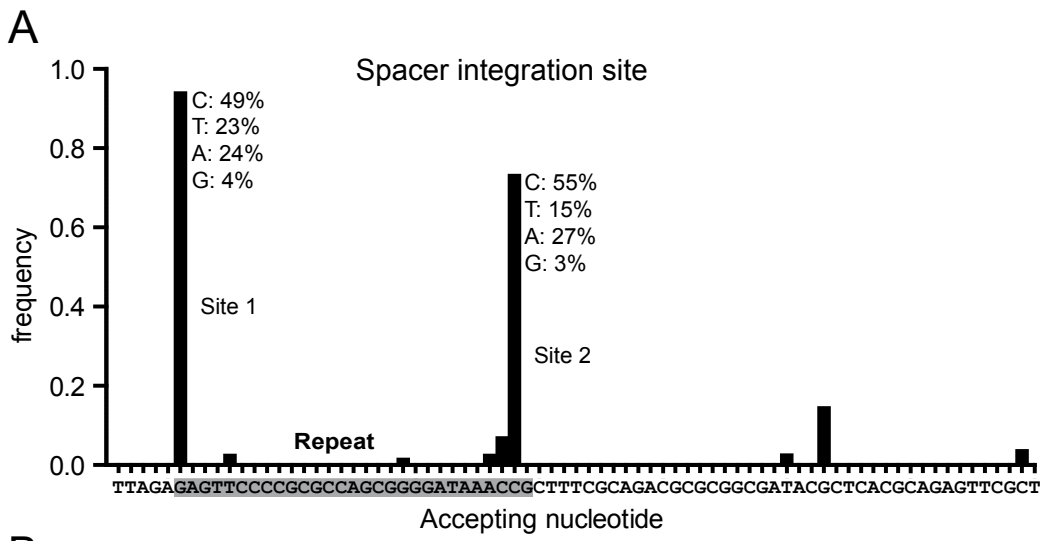 A
Spacer integration site
1.0
0.8
0.6
0.4
0.2
0.0
frequency
C: 49%
T: 23%
A: 24%
G: 4%
Site 1
C: 55%
T: 15%
A: 27%
G: 3%
Site 2
Repeat
TTAGAGAGTTCCCCGCGCCAGCGGGGATAAACCGCTTTCGCAGACGCGCGGCGATACGCTCACGCAGAGTTCGCT
Accepting nucleotide